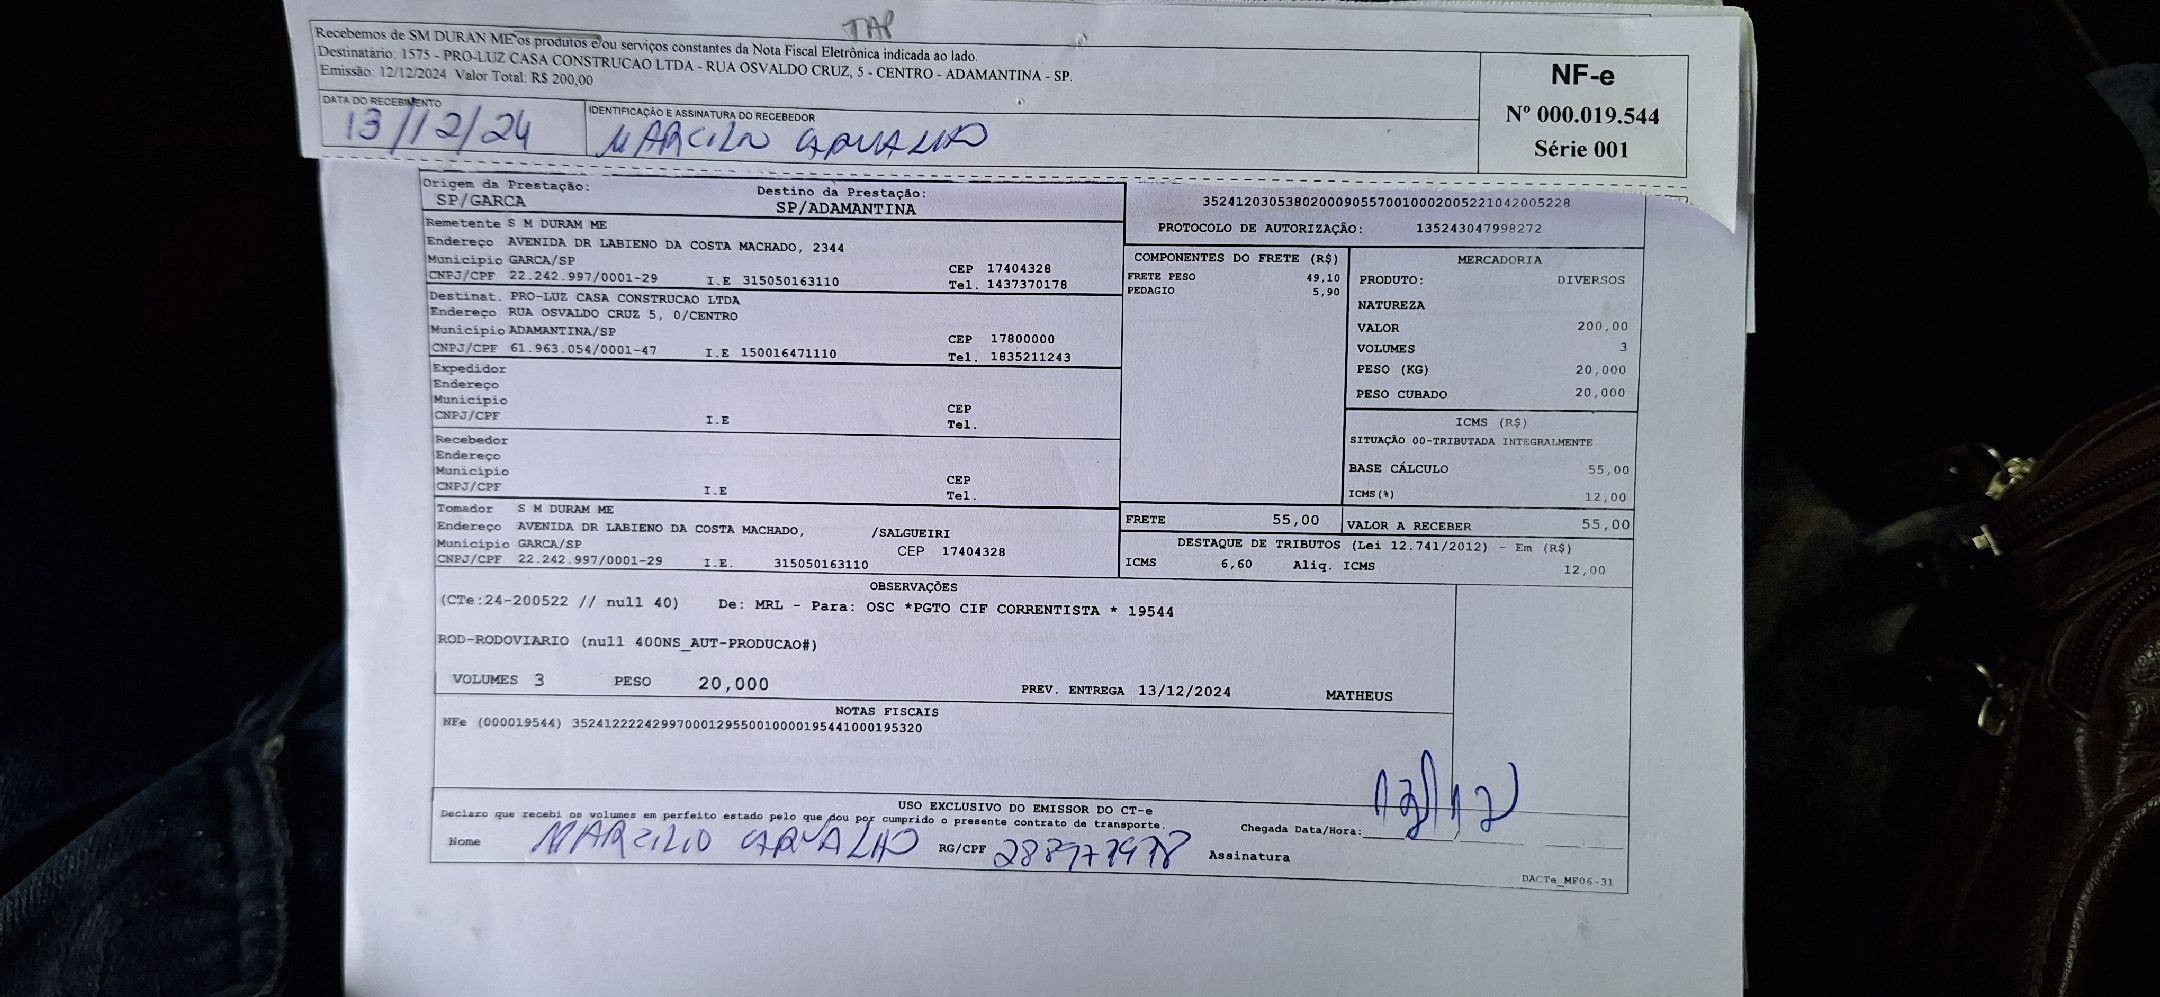 TAP
Recebemos de SM DURAN ME os produtos e/ou serviços constantes da Nota Fiscal Eletrônica indicada ao lado.
Destinatário: 1575 - PRO-LUZ CASA CONSTRUCAO LTDA - RUA OSVALDO CRUZ, 5 - CENTRO - ADAMANTINA - SP.
Emissão: 12/12/2024 Valor Total: R$ 200,00
NF-e
Nº 000.019.544
Série 001
DATA DO RECEBIMENTO
13/12/24
IDENTIFICAÇÃO E ASSINATURA DO RECEBEDOR
MARCILIO CARVALHO
Origem da Prestação:
SP/GARCA
Destino da Prestação:
SP/ADAMANTINA
35241203053802000905570010002005221042005228
PROTOCOLO DE AUTORIZAÇÃO: 135243047998272
Remetente S M DURAM ME
Endereço AVENIDA DR LABIENO DA COSTA MACHADO, 2344
Município GARCA/SP CEP 17404328
CNPJ/CPF 22.242.997/0001-29 I.E 315050163110 Tel. 1437370178
Destinat. PRO-LUZ CASA CONSTRUCAO LTDA
Endereço RUA OSVALDO CRUZ 5, 0/CENTRO
Município ADAMANTINA/SP CEP 17800000
CNPJ/CPF 61.963.054/0001-47 I.E 150016471110 Tel. 1835211243
Expedidor
Endereço
Município CEP
CNPJ/CPF I.E Tel.
Recebedor
Endereço
Município CEP
CNPJ/CPF I.E Tel.
Tomador S M DURAM ME
Endereço AVENIDA DR LABIENO DA COSTA MACHADO, /SALGUEIRI
Município GARCA/SP CEP 17404328
CNPJ/CPF 22.242.997/0001-29 I.E. 315050163110
COMPONENTES DO FRETE (R$)
FRETE PESO 49,10
PEDAGIO 5,90
FRETE 55,00
MERCADORIA
PRODUTO: DIVERSOS
NATUREZA
VALOR 200,00
VOLUMES 3
PESO (KG) 20,000
PESO CUBADO 20,000
ICMS (R$)
SITUAÇÃO 00-TRIBUTADA INTEGRALMENTE
BASE CÁLCULO 55,00
ICMS(%) 12,00
VALOR A RECEBER 55,00
DESTAQUE DE TRIBUTOS (Lei 12.741/2012) - Em (R$)
ICMS 6,60 Aliq. ICMS 12,00
OBSERVAÇÕES
(CTe:24-200522 // null 40) De: MRL - Para: OSC *PGTO CIF CORRENTISTA * 19544
ROD-RODOVIARIO (null 400NS_AUT-PRODUCAO#)
VOLUMES 3 PESO 20,000 PREV. ENTREGA 13/12/2024 MATHEUS
NOTAS FISCAIS
NFe (000019544) 35241222242997000129550010000195441000195320
USO EXCLUSIVO DO EMISSOR DO CT-e
Declaro que recebi os volumes em perfeito estado pelo que dou por cumprido o presente contrato de transporte.
Chegada Data/Hora: 13/12
Nome MARCILIO CARVALHO RG/CPF Assinatura
DACTe_MF06-31